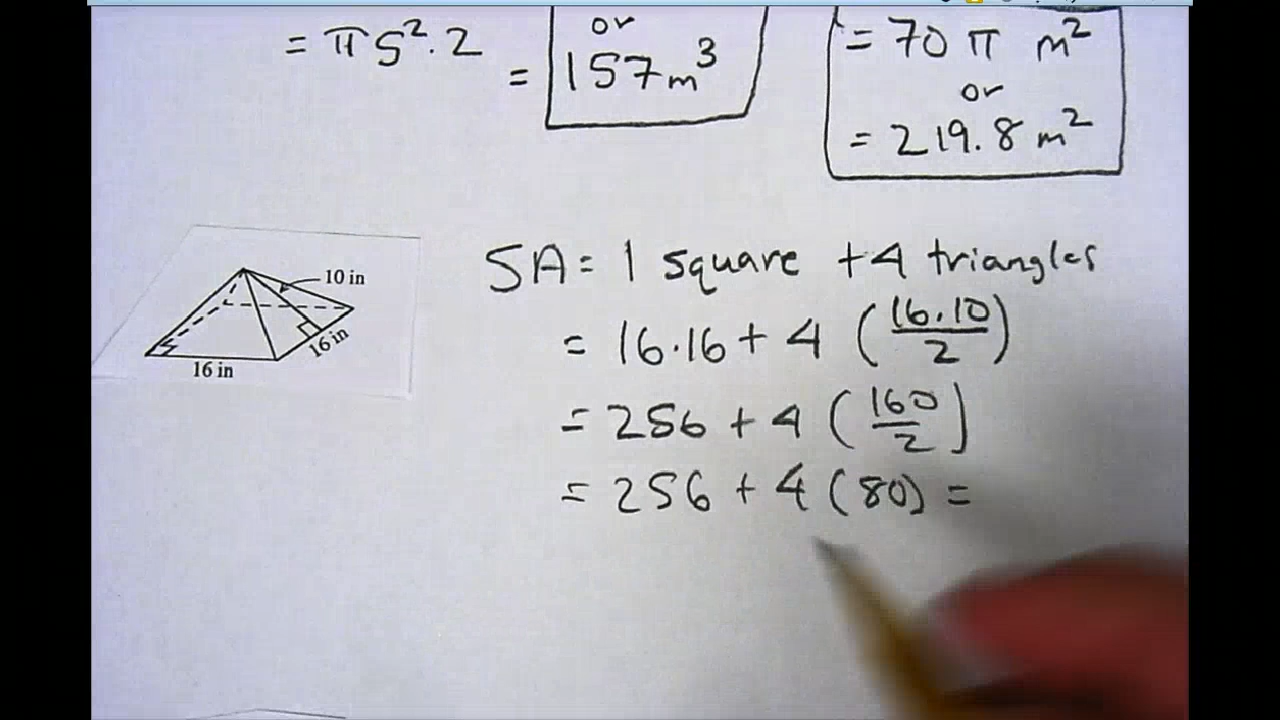 or
= π5².2
= 157m³
= 70 π m²
or
= 219.8 m²
10 in
16 in
16 in
SA = 1 square + 4 triangles
= 16.16 + 4 (16.10/2)
= 256 + 4 (160/2)
= 256 + 4 (80) =